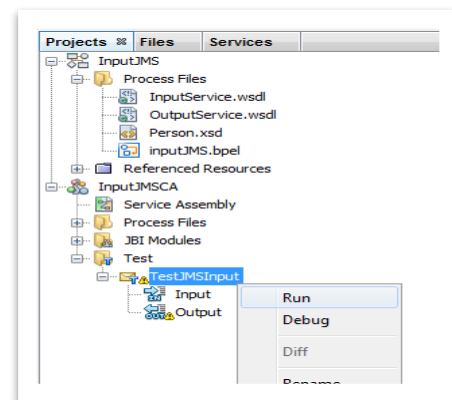 Projects Files Services
InputJMS
Process Files
InputService.wsdl
OutputService.wsdl
Person.xsd
inputJMS.bpel
Referenced Resources
InputJMSCA
Service Assembly
Process Files
JBI Modules
Test
TestJMSInput
Input
Run
Output
Debug
Diff
Rename